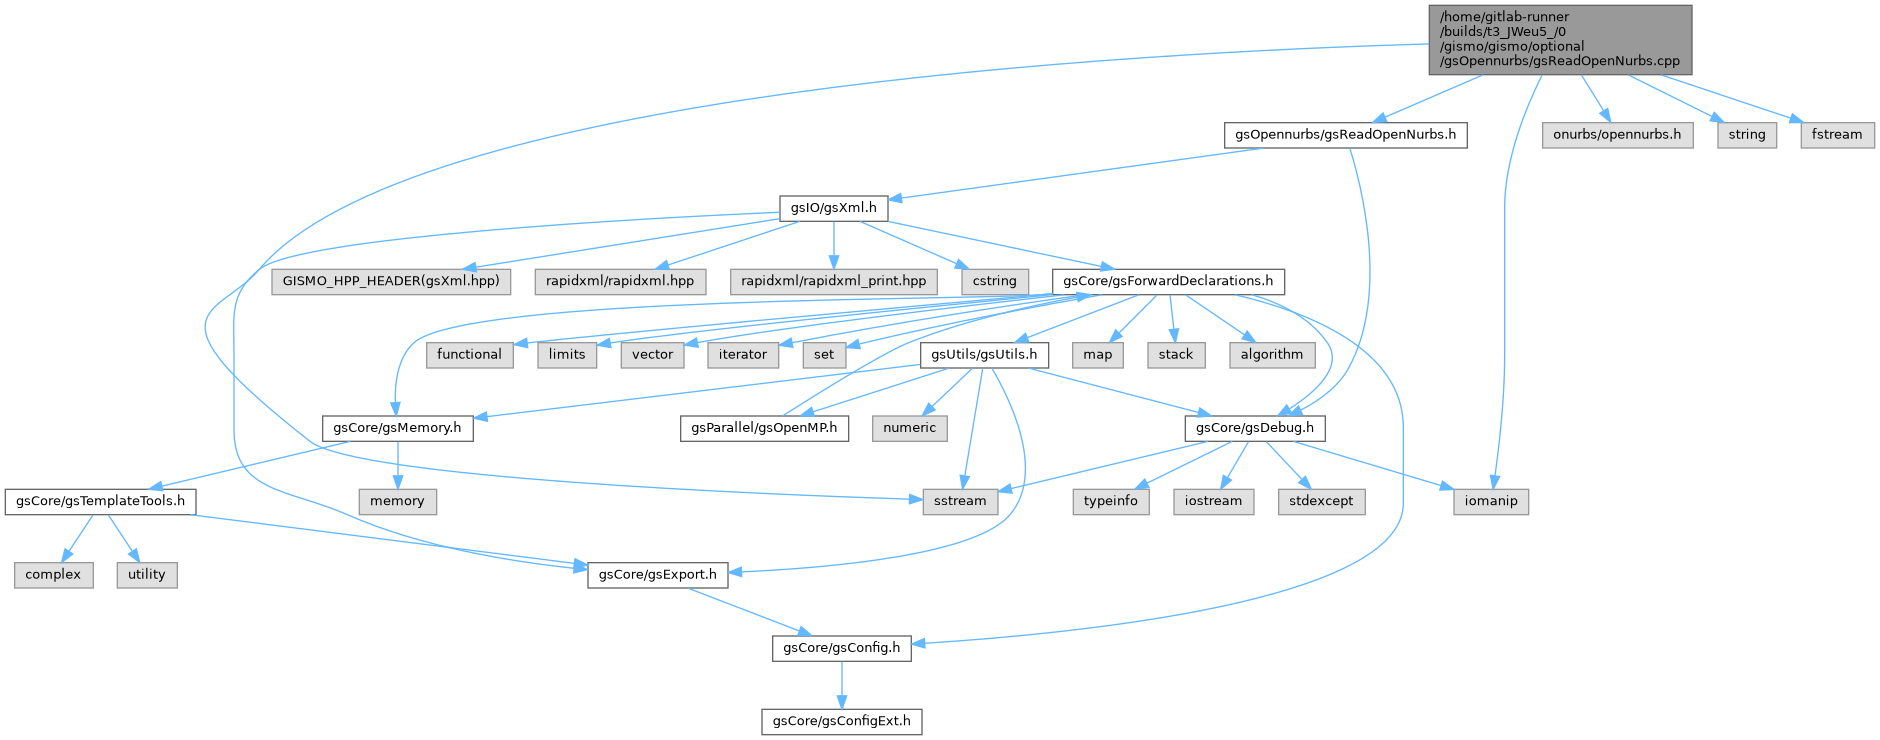 /home/gitlab-runner
/builds/t3_JWeu5_/0
/gismo/gismo/optional
/gsOpennurbs/gsReadOpenNurbs.cpp
gsOpennurbs/gsReadOpenNurbs.h
onurbs/opennurbs.h
string
fstream
gsIO/gsXml.h
GISMO_HPP_HEADER(gsXml.hpp)
rapidxml/rapidxml.hpp
rapidxml/rapidxml_print.hpp
cstring
gsCore/gsForwardDeclarations.h
functional
limits
vector
iterator
set
gsUtils/gsUtils.h
map
stack
algorithm
gsCore/gsMemory.h
gsParallel/gsOpenMP.h
numeric
gsCore/gsDebug.h
gsCore/gsTemplateTools.h
memory
sstream
typeinfo
iostream
stdexcept
iomanip
complex
utility
gsCore/gsExport.h
gsCore/gsConfig.h
gsCore/gsConfigExt.h